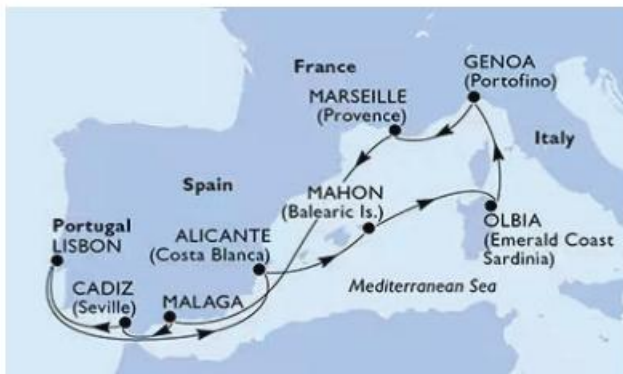 GENOA
(Portofino)
France
MARSEILLE
(Provence)
Italy
Spain
MAHON
(Balearic Is.)
Portugal
LISBON
ALICANTE
(Costa Blanca)
OLBIA
(Emerald Coast
Sardinia)
CADIZ
(Seville)
MALAGA
Mediterranean Sea